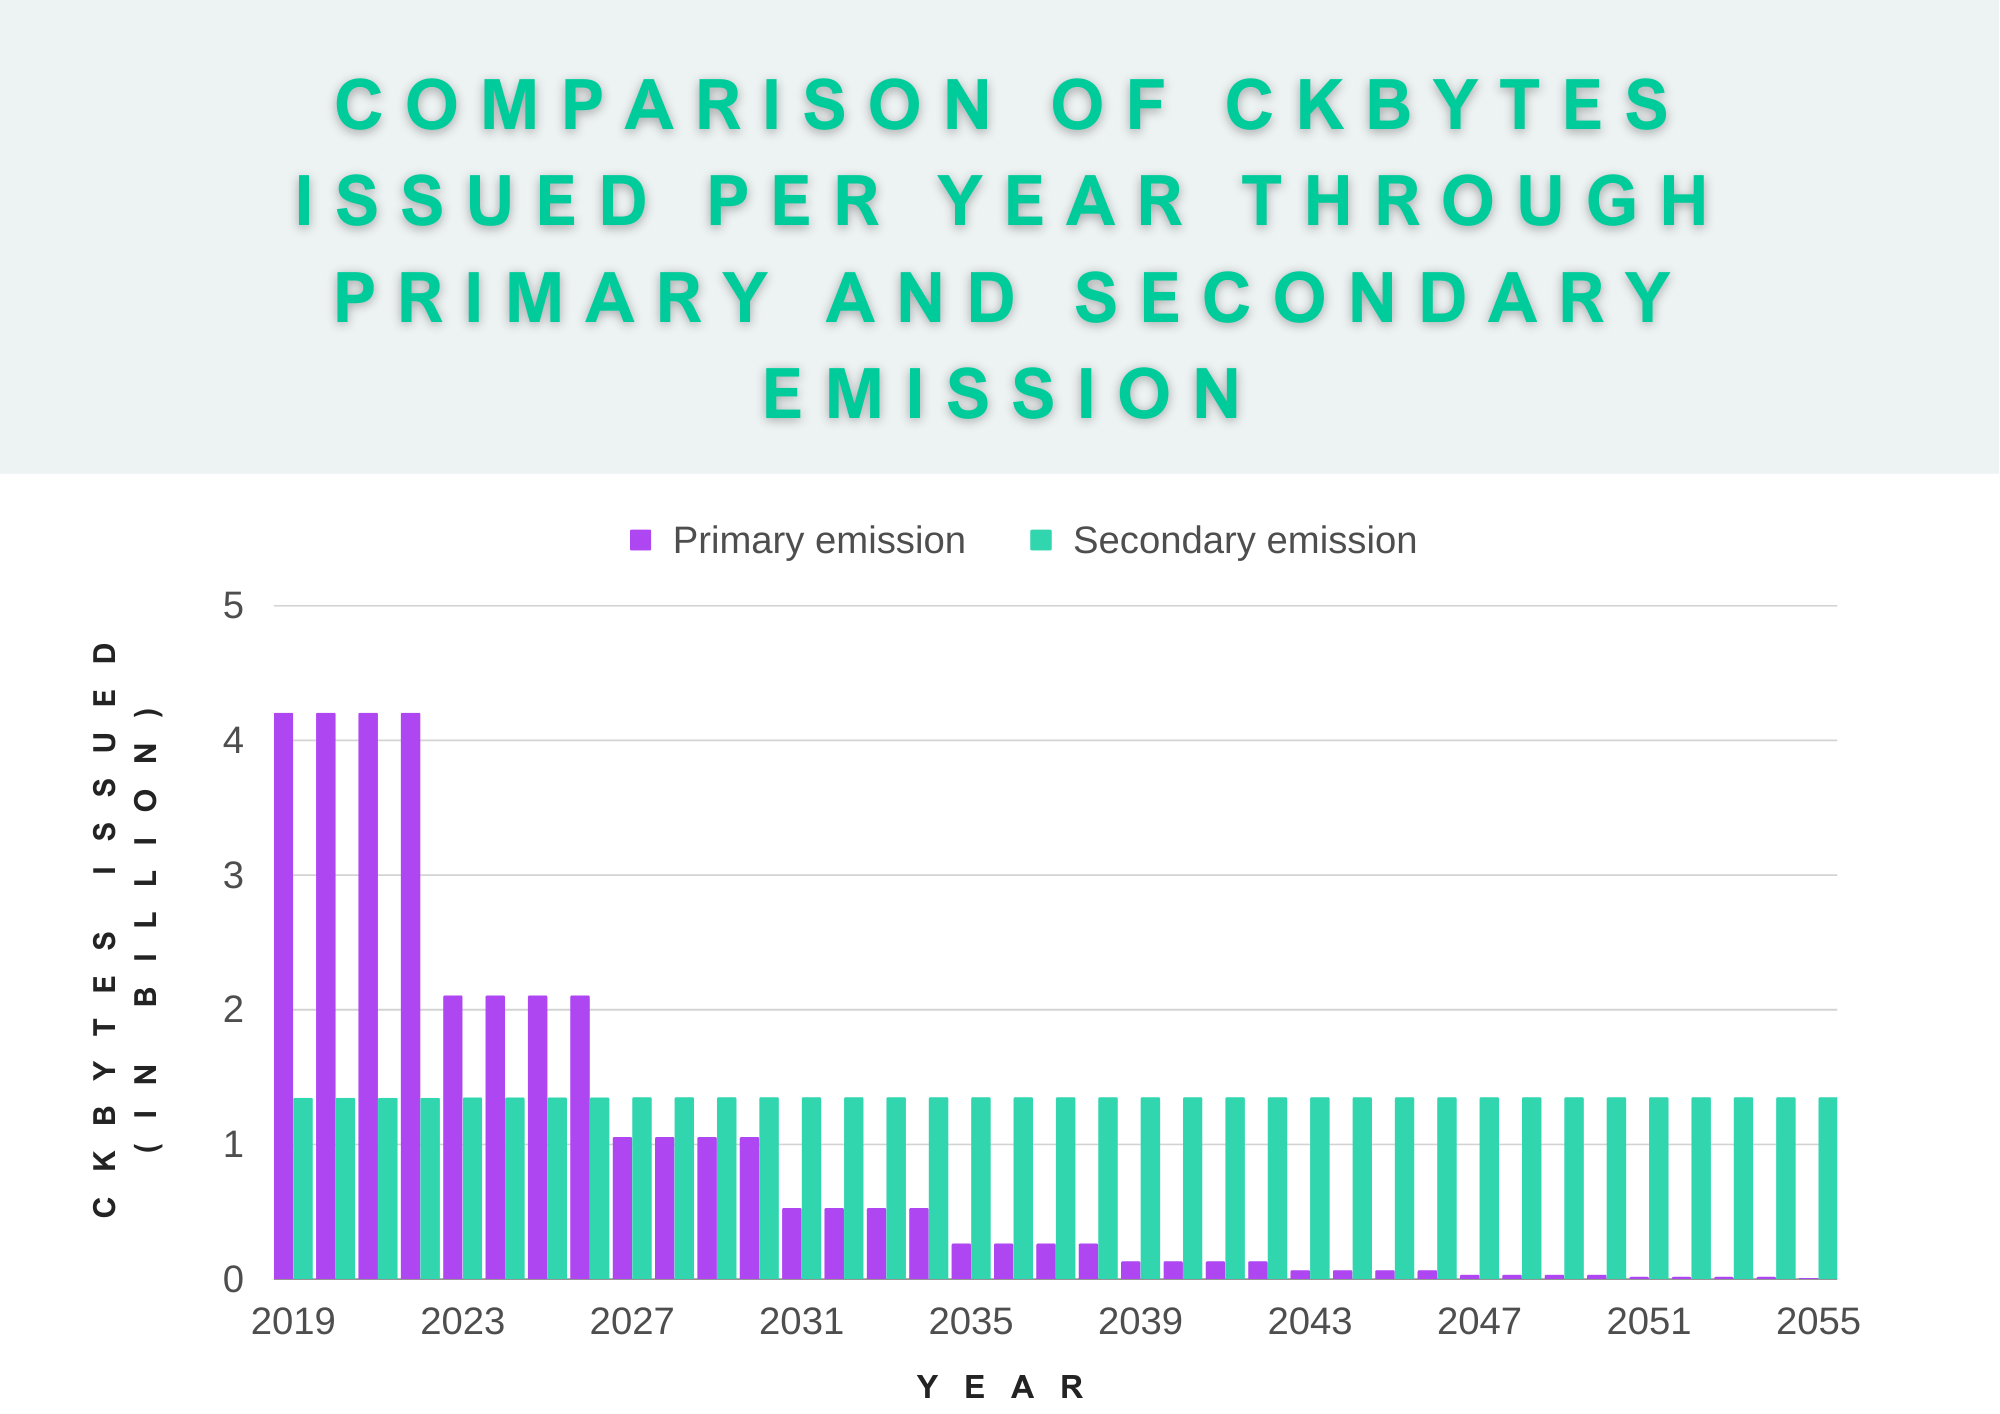 COMPARISON OF CKBYTES
ISSUED PER YEAR THROUGH
PRIMARY AND SECONDARY
EMISSION
Primary emission
Secondary emission
CKBYTES ISSUED
(IN BILLION)
5
4
3
2
1
0
2019
2023
2027
2031
2035
2039
2043
2047
2051
2055
YEAR